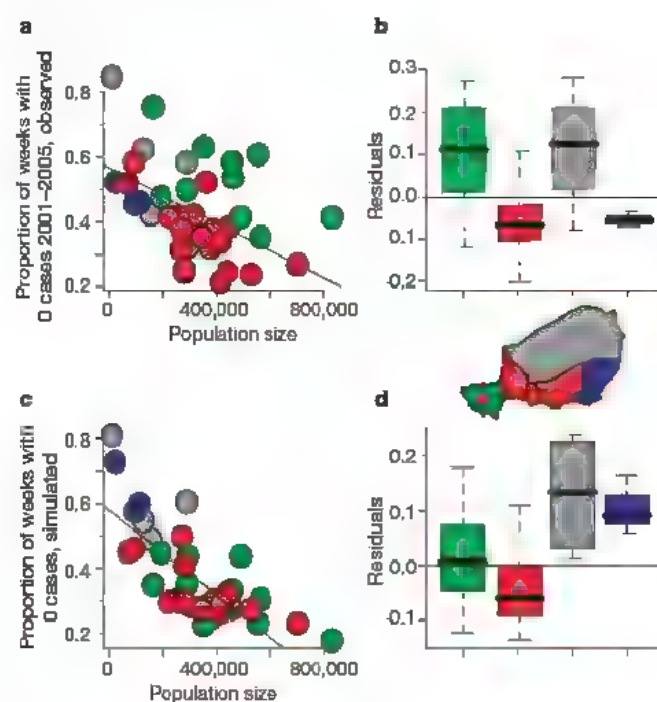 a
Proportion of weeks with
0 cases 2001–2005, observed
0.8
0.6
0.4
0.2
0
400,000
800,000
Population size
b
Residuals
0.3
0.2
0.1
0.0
0.1
0.2
c
Proportion of weeks with
0 cases, simulated
0.8
0.6
0.4
0.2
0
400,000
800,000
Population size
d
Residuals
0.2
0.1
0.0
-0.1